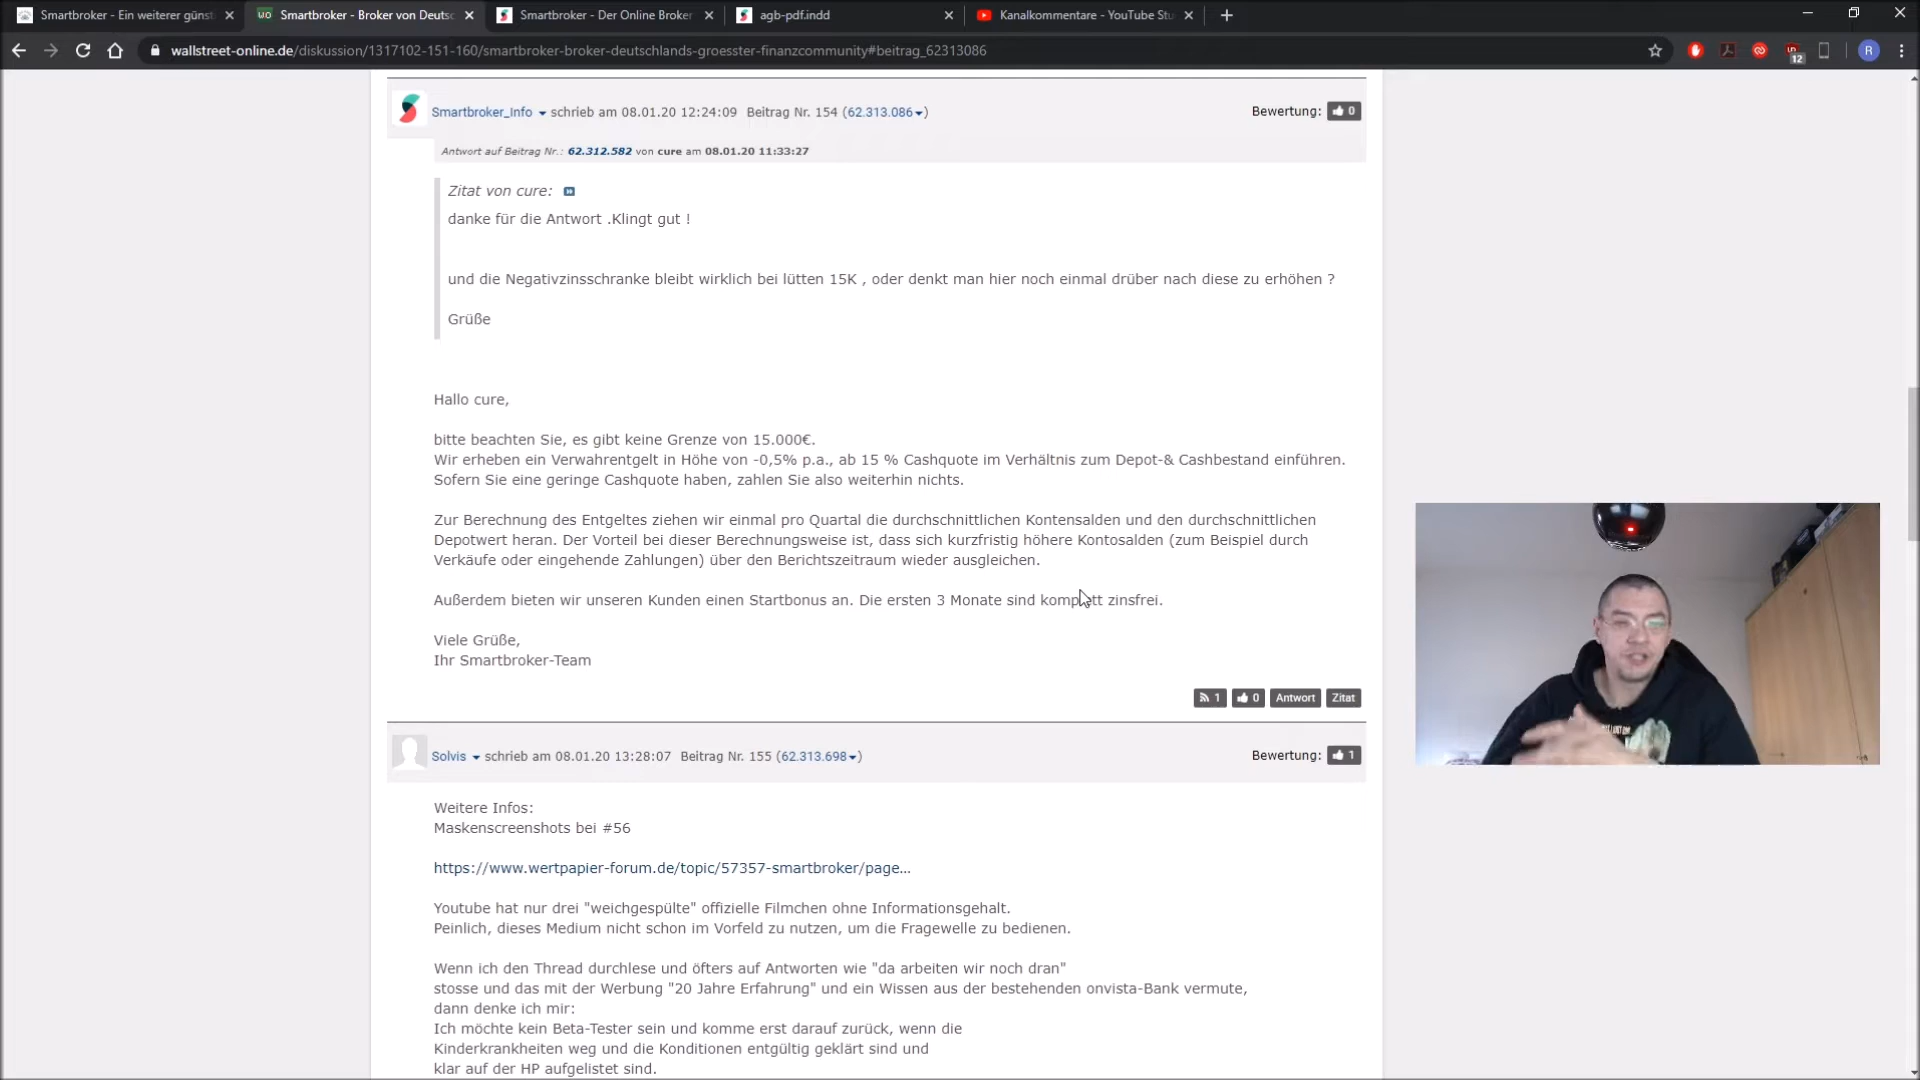 Smartbroker - Ein weiterer günst
Smartbroker - Broker von Deutsc
Smartbroker - Der Online Broker
agb-pdf.indd
Kanalkommentare - YouTube Stu
wallstreet-online.de/diskussion/1317102-151-160/smartbroker-broker-deutschlands-groesster-finanzcommunity#beitrag_62313086
12
R
Smartbroker_Info schrieb am 08.01.20 12:24:09 Beitrag Nr. 154 (62.313.086)
Bewertung: 0
Antwort auf Beitrag Nr.: 62.312.582 von cure am 08.01.20 11:33:27
Zitat von cure:
danke für die Antwort .Klingt gut !
und die Negativzinsschranke bleibt wirklich bei lütten 15K , oder denkt man hier noch einmal drüber nach diese zu erhöhen ?
Grüße
Hallo cure,
bitte beachten Sie, es gibt keine Grenze von 15.000€.
Wir erheben ein Verwahrentgelt in Höhe von -0,5% p.a., ab 15 % Cashquote im Verhältnis zum Depot-& Cashbestand einführen.
Sofern Sie eine geringe Cashquote haben, zahlen Sie also weiterhin nichts.
Zur Berechnung des Entgeltes ziehen wir einmal pro Quartal die durchschnittlichen Kontensalden und den durchschnittlichen
Depotwert heran. Der Vorteil bei dieser Berechnungsweise ist, dass sich kurzfristig höhere Kontosalden (zum Beispiel durch
Verkäufe oder eingehende Zahlungen) über den Berichtszeitraum wieder ausgleichen.
Außerdem bieten wir unseren Kunden einen Startbonus an. Die ersten 3 Monate sind komplett zinsfrei.
Viele Grüße,
Ihr Smartbroker-Team
1 0 Antwort Zitat
Solvis schrieb am 08.01.20 13:28:07 Beitrag Nr. 155 (62.313.698)
Bewertung: 1
Weitere Infos:
Maskenscreenshots bei #56
https://www.wertpapier-forum.de/topic/57357-smartbroker/page...
Youtube hat nur drei "weichgespülte" offizielle Filmchen ohne Informationsgehalt.
Peinlich, dieses Medium nicht schon im Vorfeld zu nutzen, um die Fragewelle zu bedienen.
Wenn ich den Thread durchlese und öfters auf Antworten wie "da arbeiten wir noch dran"
stosse und das mit der Werbung "20 Jahre Erfahrung" und ein Wissen aus der bestehenden onvista-Bank vermute,
dann denke ich mir:
Ich möchte kein Beta-Tester sein und komme erst darauf zurück, wenn die
Kinderkrankheiten weg und die Konditionen entgültig geklärt sind und
klar auf der HP aufgelistet sind.